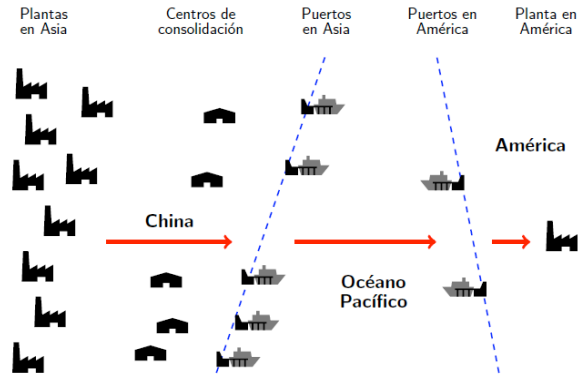 Plantas
en Asia
Centros de
consolidación
Puertos
en Asia
Puertos en
América
Planta en
América
América
China
Océano
Pacífico